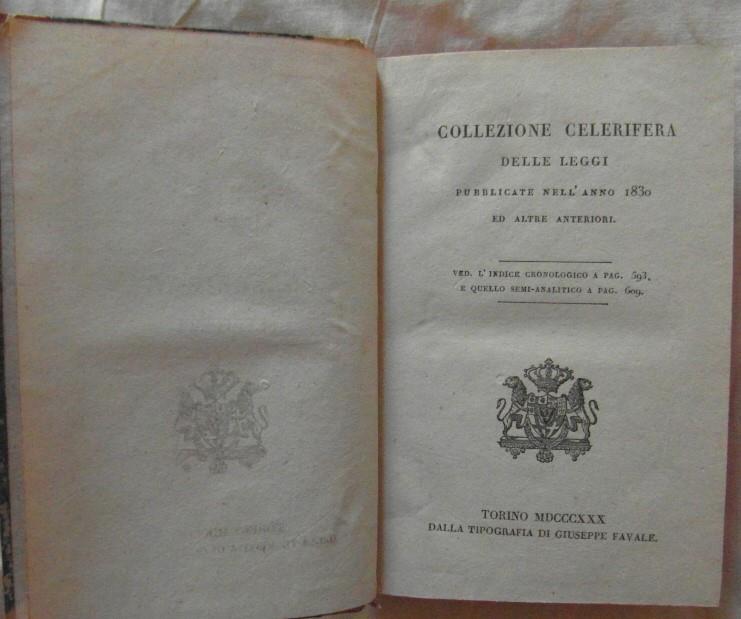 COLLEZIONE CELERIFERA
DELLE LEGGI
PUBBLICATE NELL'ANNO 1830
ED ALTRE ANTERIORI.
VED. L'INDICE CRONOLOGICO A PAG. 593,
E QUELLO SEMI-ANALITICO A PAG. 609.
TORINO MDCCCXXX
DALLA TIPOGRAFIA DI GIUSEPPE FAVALE.